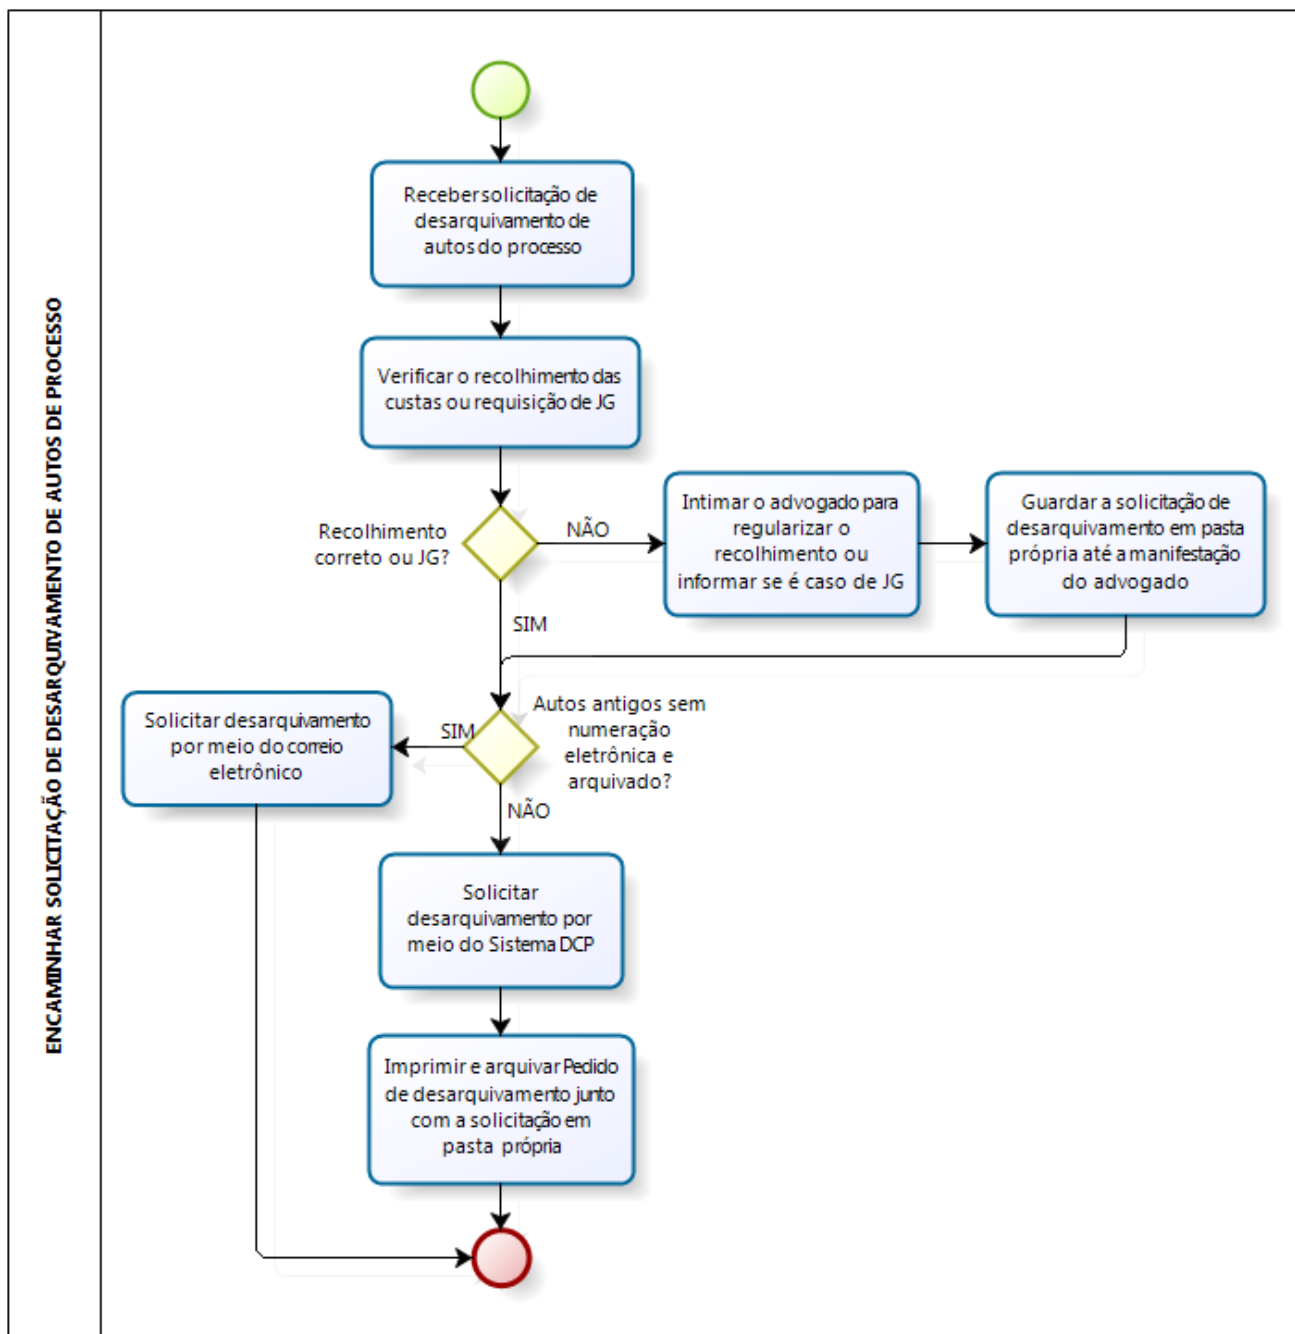 ENCAMINHAR SOLICITAÇÃO DE DESARQUIVAMENTO DE AUTOS DE PROCESSO
Receber solicitação de
desarquivamento de
autos do processo
Verificar o recolhimento das
custas ou requisição de JG
Recolhimento
correto ou JG?
NÃO
Intimar o advogado para
regularizar o
recolhimento ou
informar se é caso de JG
Guardar a solicitação de
desarquivamento em pasta
própria até a manifestação
do advogado
SIM
Autos antigos sem
numeração
eletrônica e
arquivado?
SIM
Solicitar desarquivamento
por meio do correio
eletrônico
NÃO
Solicitar
desarquivamento por
meio do Sistema DCP
Imprimir e arquivar Pedido
de desarquivamento junto
com a solicitação em
pasta própria